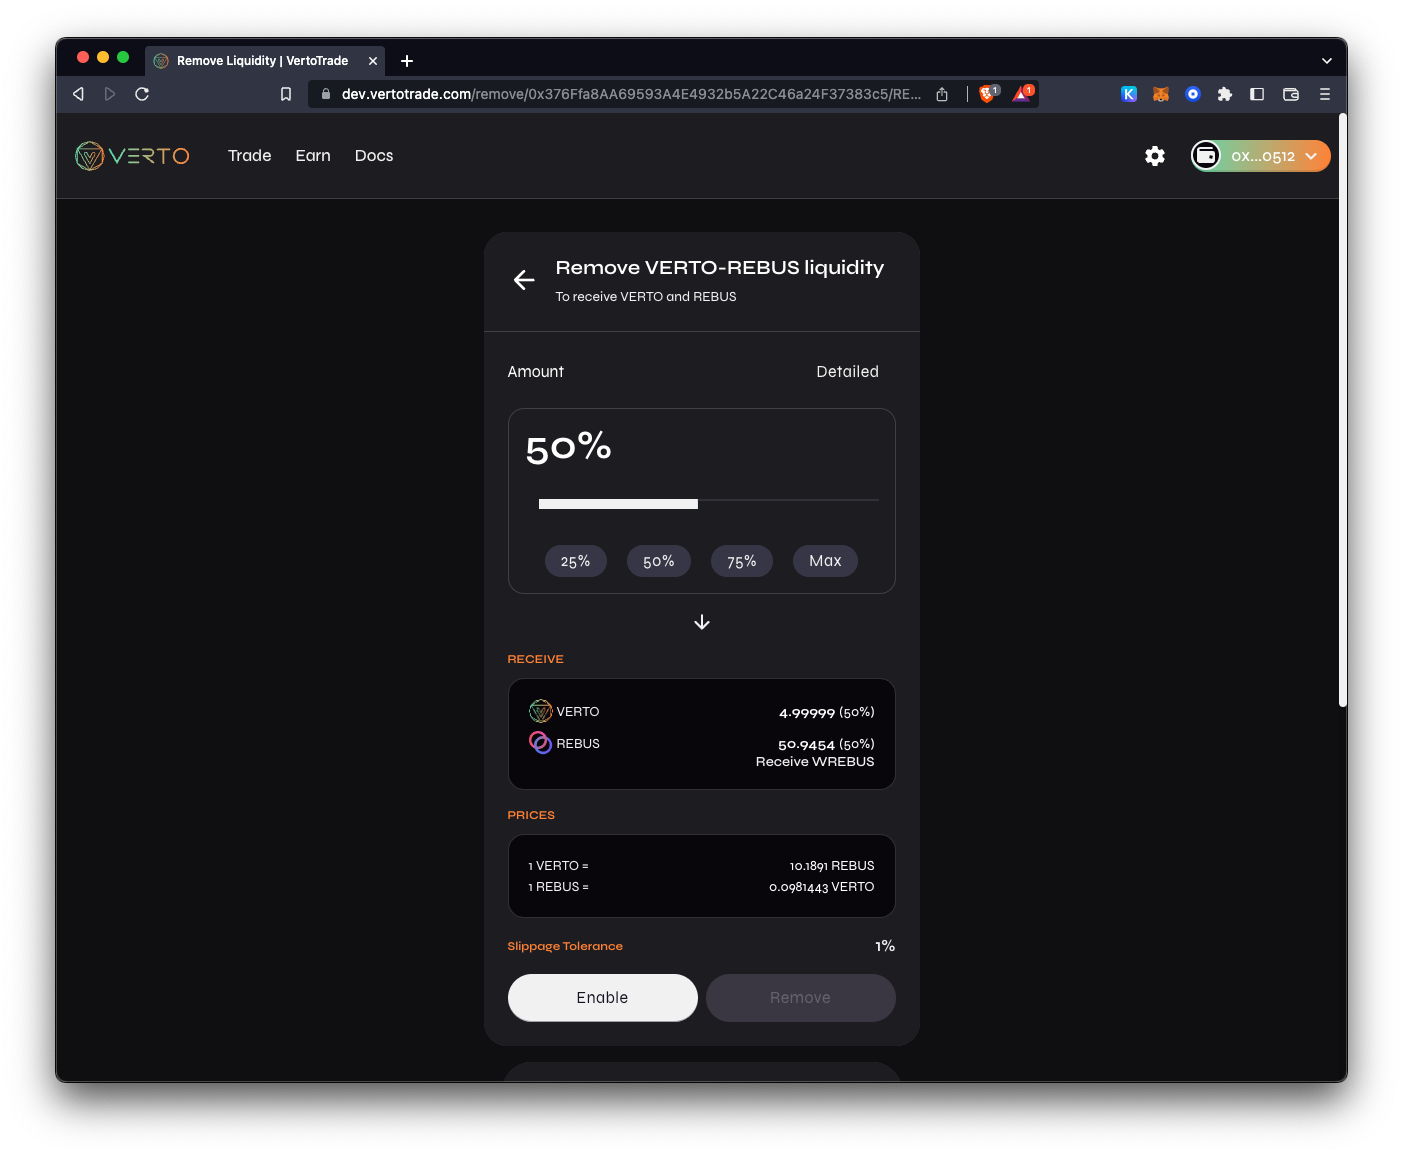 Remove Liquidity | VertoTrade
dev.vertotrade.com/remove/0x376Ffa8AA69593A4E4932b5A22C46a24F37383c5/RE...
1
1
K
VERTO
Trade
Earn
Docs
0x...0512
Remove VERTO-REBUS liquidity
To receive VERTO and REBUS
Amount
Detailed
50%
25%
50%
75%
Max
RECEIVE
VERTO
4.99999 (50%)
REBUS
50.9454 (50%)
Receive WREBUS
PRICES
1 VERTO =
10.1891 REBUS
1 REBUS =
0.0981443 VERTO
Slippage Tolerance
1%
Enable
Remove